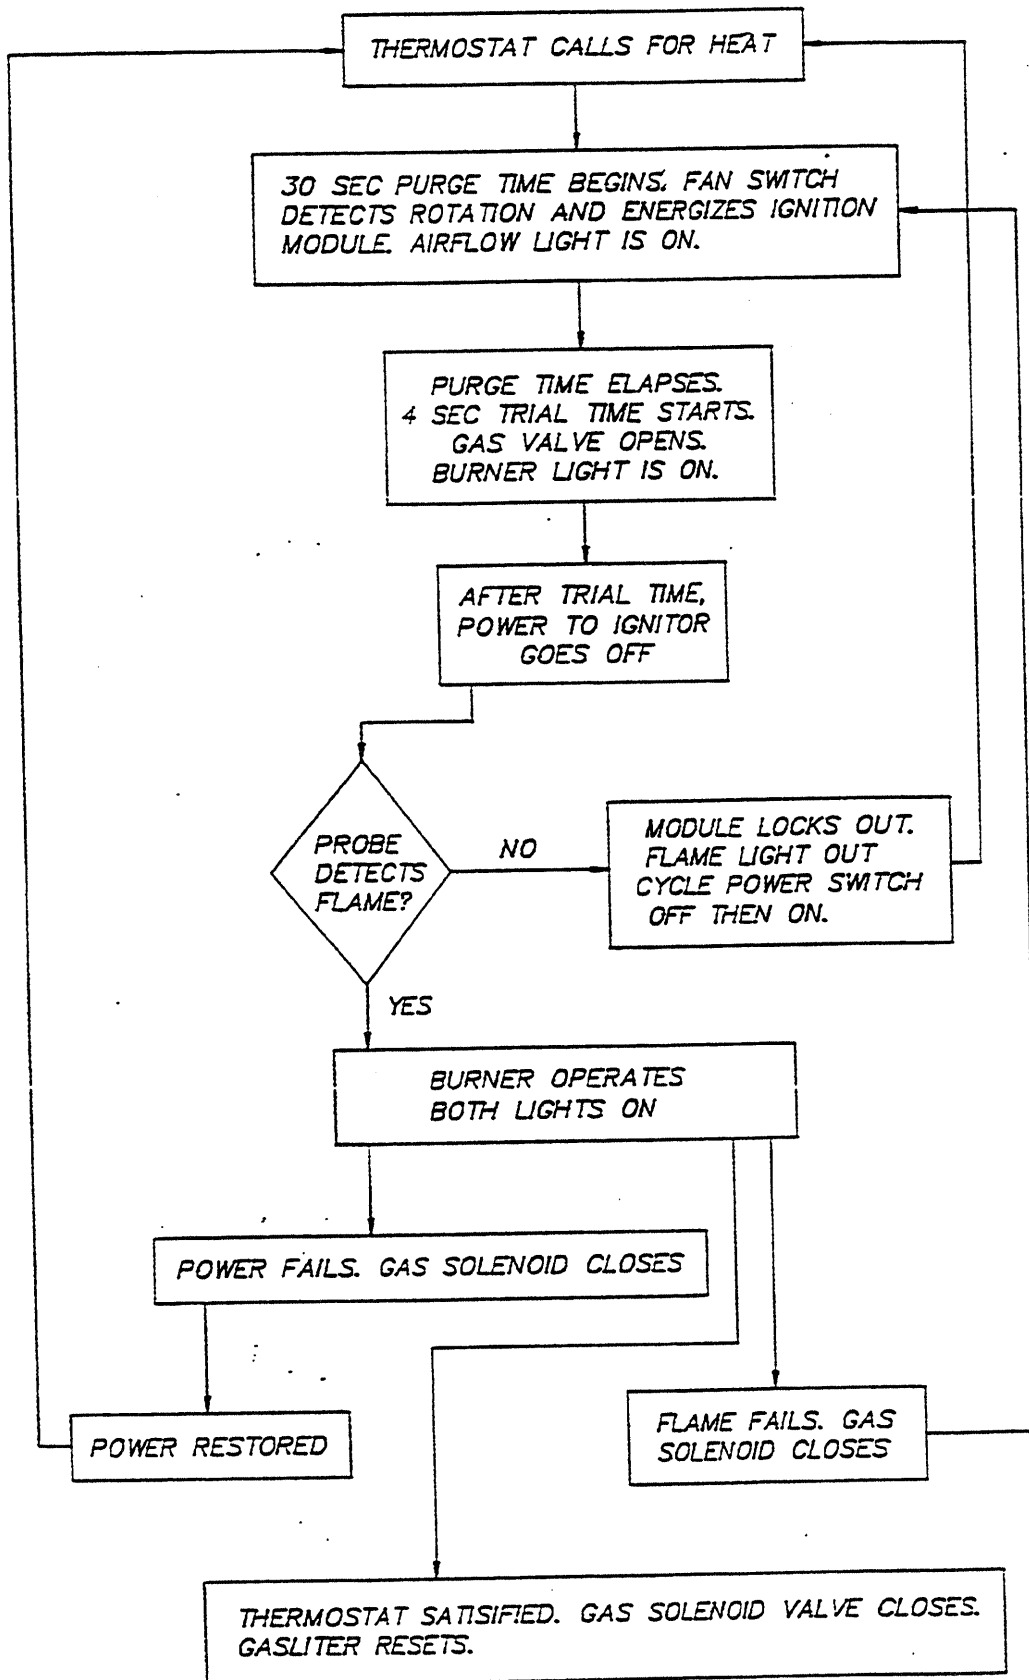 THERMOSTAT CALLS FOR HEAT
30 SEC PURGE TIME BEGINS. FAN SWITCH
DETECTS ROTATION AND ENERGIZES IGNITION
MODULE. AIRFLOW LIGHT IS ON.
PURGE TIME ELAPSES.
4 SEC TRIAL TIME STARTS.
GAS VALVE OPENS.
BURNER LIGHT IS ON.
AFTER TRIAL TIME,
POWER TO IGNITOR
GOES OFF
PROBE
DETECTS
FLAME?
NO
MODULE LOCKS OUT.
FLAME LIGHT OUT
CYCLE POWER SWITCH
OFF THEN ON.
YES
BURNER OPERATES
BOTH LIGHTS ON
POWER FAILS. GAS SOLENOID CLOSES
POWER RESTORED
FLAME FAILS. GAS
SOLENOID CLOSES
THERMOSTAT SATISIFIED. GAS SOLENOID VALVE CLOSES.
GASLITER RESETS.